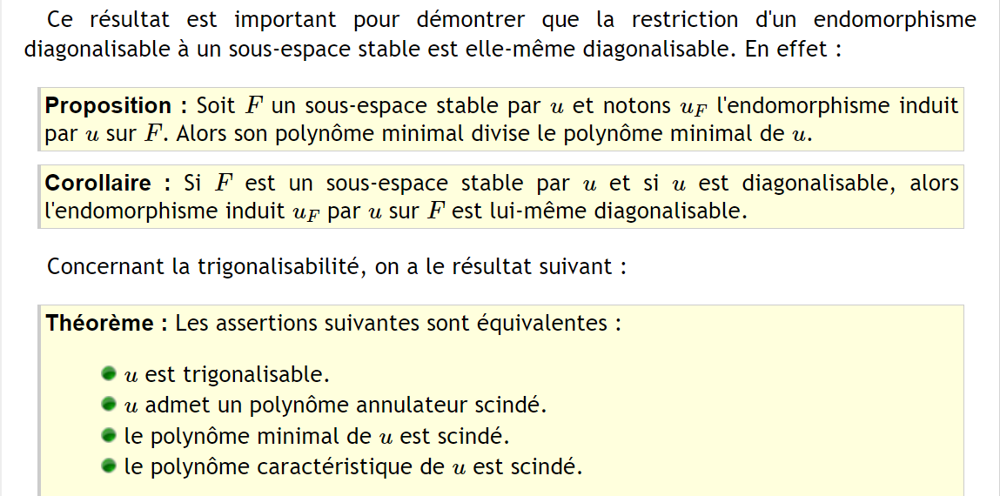 Ce résultat est important pour démontrer que la restriction d'un endomorphisme
diagonalisable à un sous-espace stable est elle-même diagonalisable. En effet :
Proposition : Soit F un sous-espace stable par u et notons u_F l'endomorphisme induit
par u sur F. Alors son polynôme minimal divise le polynôme minimal de u.
Corollaire : Si F est un sous-espace stable par u et si u est diagonalisable, alors
l'endomorphisme induit u_F par u sur F est lui-même diagonalisable.
Concernant la trigonalisabilité, on a le résultat suivant :
Théorème : Les assertions suivantes sont équivalentes :
u est trigonalisable.
u admet un polynôme annulateur scindé.
le polynôme minimal de u est scindé.
le polynôme caractéristique de u est scindé.